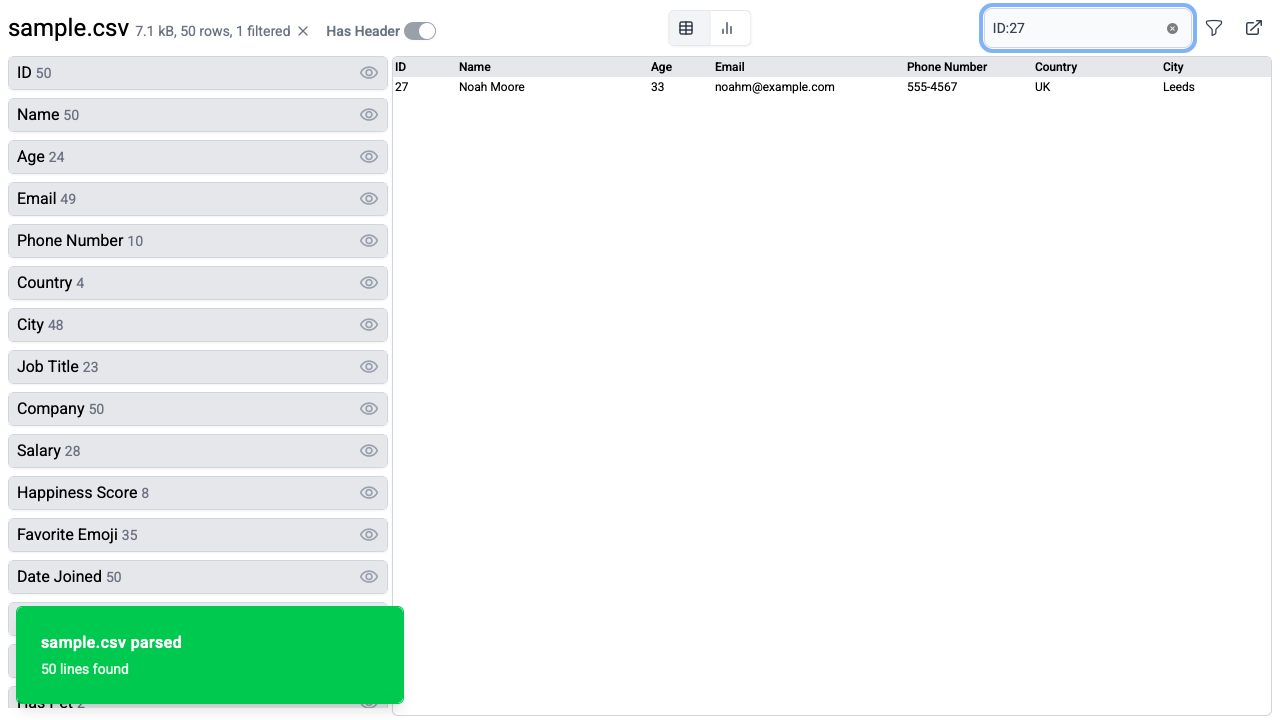 sample.csv 7.1 kB, 50 rows, 1 filtered
Has Header
ID:27
ID 50
Name 50
Age 24
Email 49
Phone Number 10
Country 4
City 48
Job Title 23
Company 50
Salary 28
Happiness Score 8
Favorite Emoji 35
Date Joined 50
Has Pet 2
sample.csv parsed
50 lines found
ID Name Age Email Phone Number Country City
27 Noah Moore 33 noahm@example.com 555-4567 UK Leeds